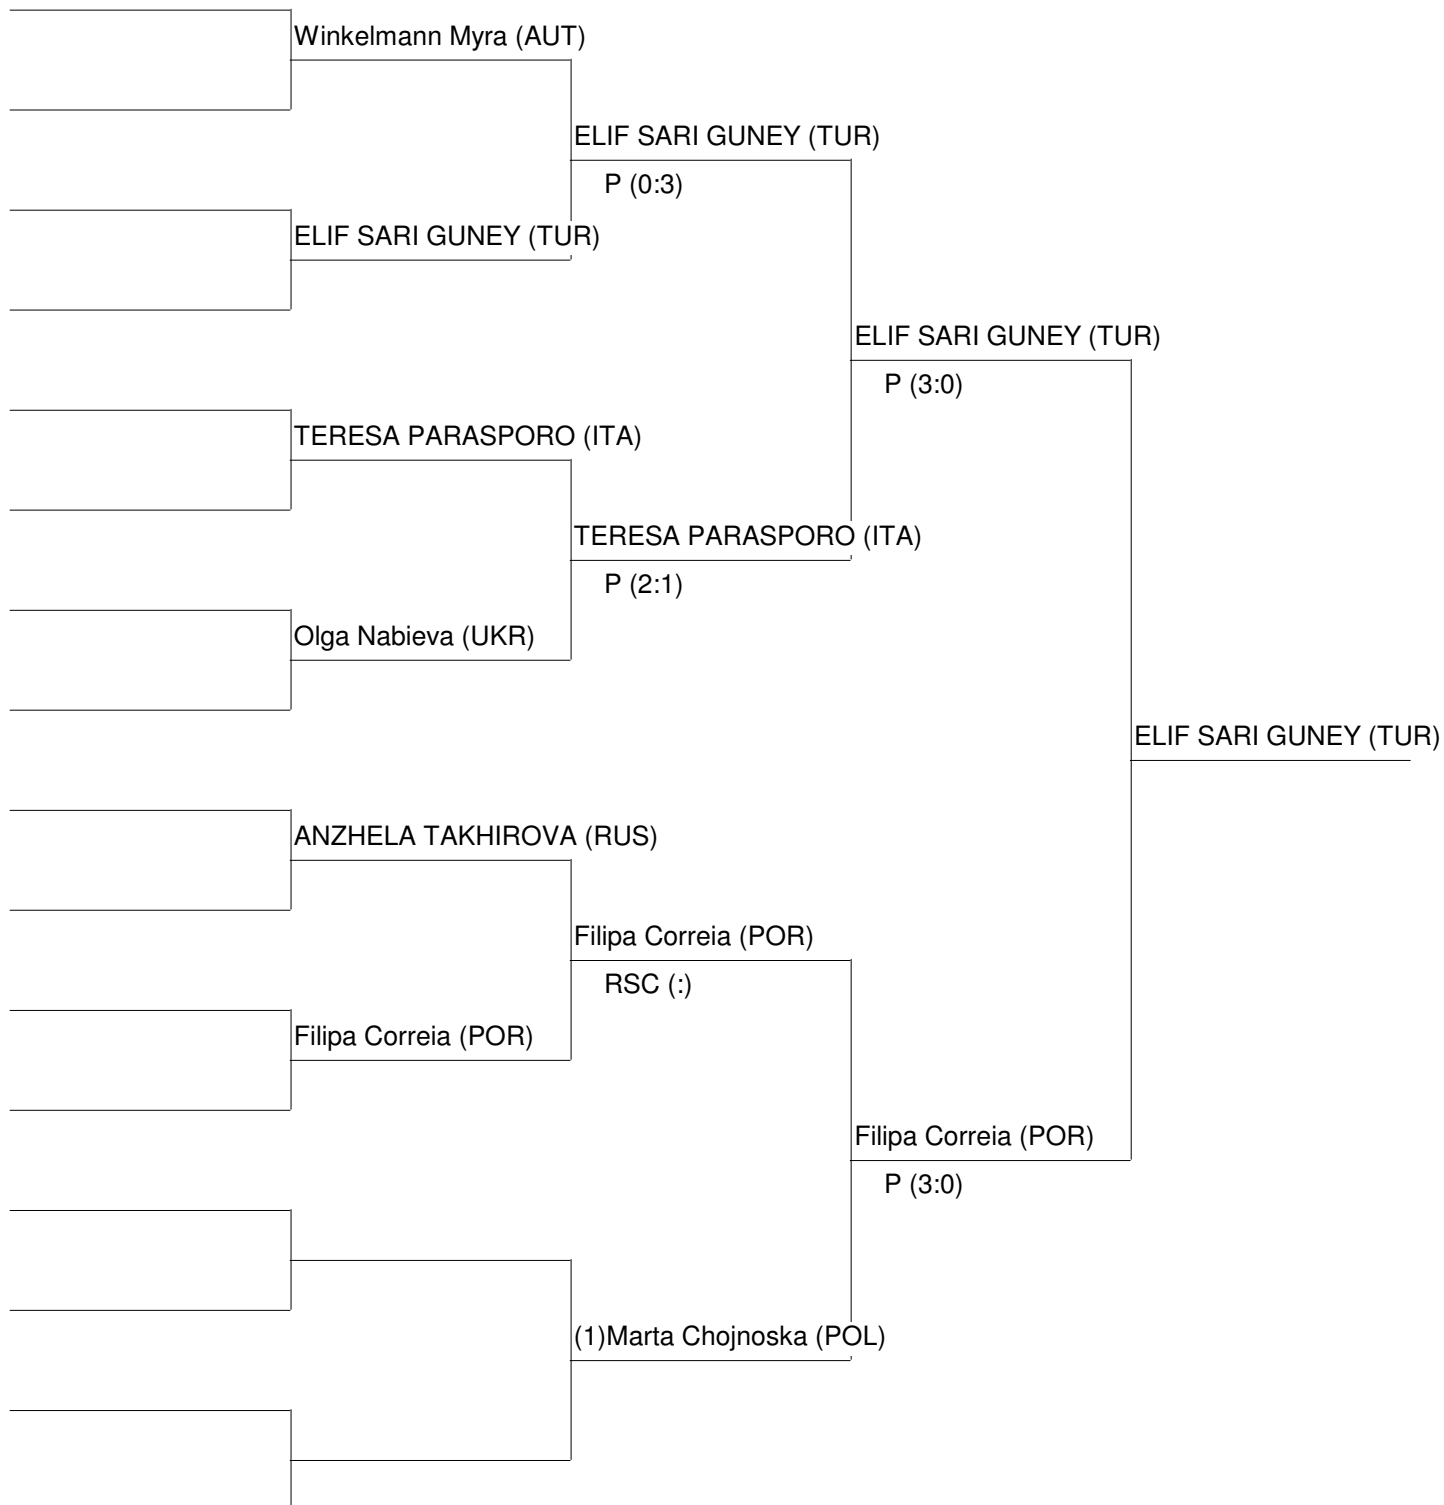 Winkelmann Myra (AUT)
ELIF SARI GUNEY (TUR)
P (0:3)
ELIF SARI GUNEY (TUR)
ELIF SARI GUNEY (TUR)
P (3:0)
TERESA PARASPORO (ITA)
TERESA PARASPORO (ITA)
P (2:1)
Olga Nabieva (UKR)
ELIF SARI GUNEY (TUR)
ANZHELA TAKHIROVA (RUS)
Filipa Correia (POR)
RSC (:)
Filipa Correia (POR)
Filipa Correia (POR)
P (3:0)
(1)Marta Chojnoska (POL)